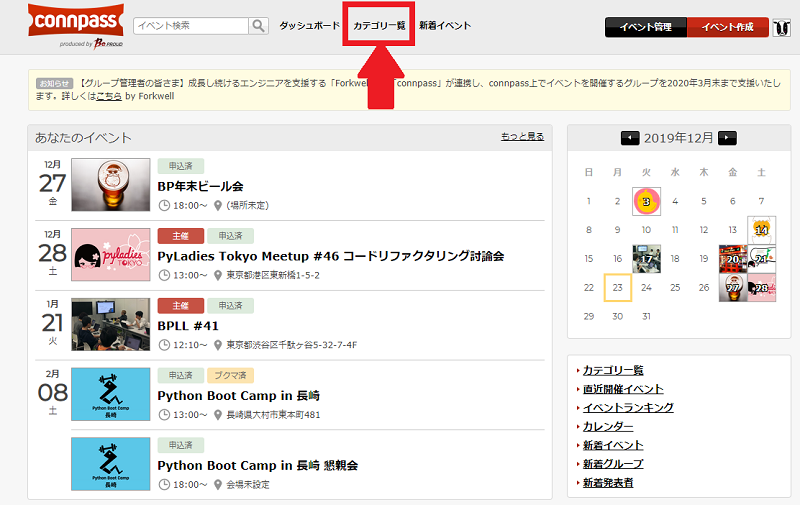 connpass
produced by BE PROUD
イベント検索
ダッシュボード
カテゴリ一覧
新着イベント
イベント管理
イベント作成
お知らせ 【グループ管理者の皆さま】成長し続けるエンジニアを支援する「Forkwell connpass」が連携し、connpass上でイベントを開催するグループを2020年3月末まで支援いたし
ます。詳しくはこちら by Forkwell
あなたのイベント
もっと見る
12月
27
金
申込済
BP年末ビール会
18:00～ (場所未定)
12月
28
土
pyladies
TOKYO
主催 申込済
PyLadies Tokyo Meetup #46 コードリファクタリング討論会
13:00～ 東京都港区東新橋1-5-2
1月
21
火
主催 申込済
BPLL #41
12:10～ 東京都渋谷区千駄ヶ谷5-32-7-4F
2月
08
土
Python Boot Camp
長崎
申込済 ブクマ済
Python Boot Camp in 長崎
13:00～ 長崎県大村市東本町481
Python Boot Camp
長崎
申込済
Python Boot Camp in 長崎 懇親会
18:00～ 会場未設定
2019年12月
日 月 火 水 木 金 土
1 2 3 4 5 6 7
8 9 10 11 12 13 14
15 16 17 18 19 20 21
22 23 24 25 26 27 28
29 30 31
カテゴリ一覧
直近開催イベント
イベントランキング
カレンダー
新着イベント
新着グループ
新着発表者